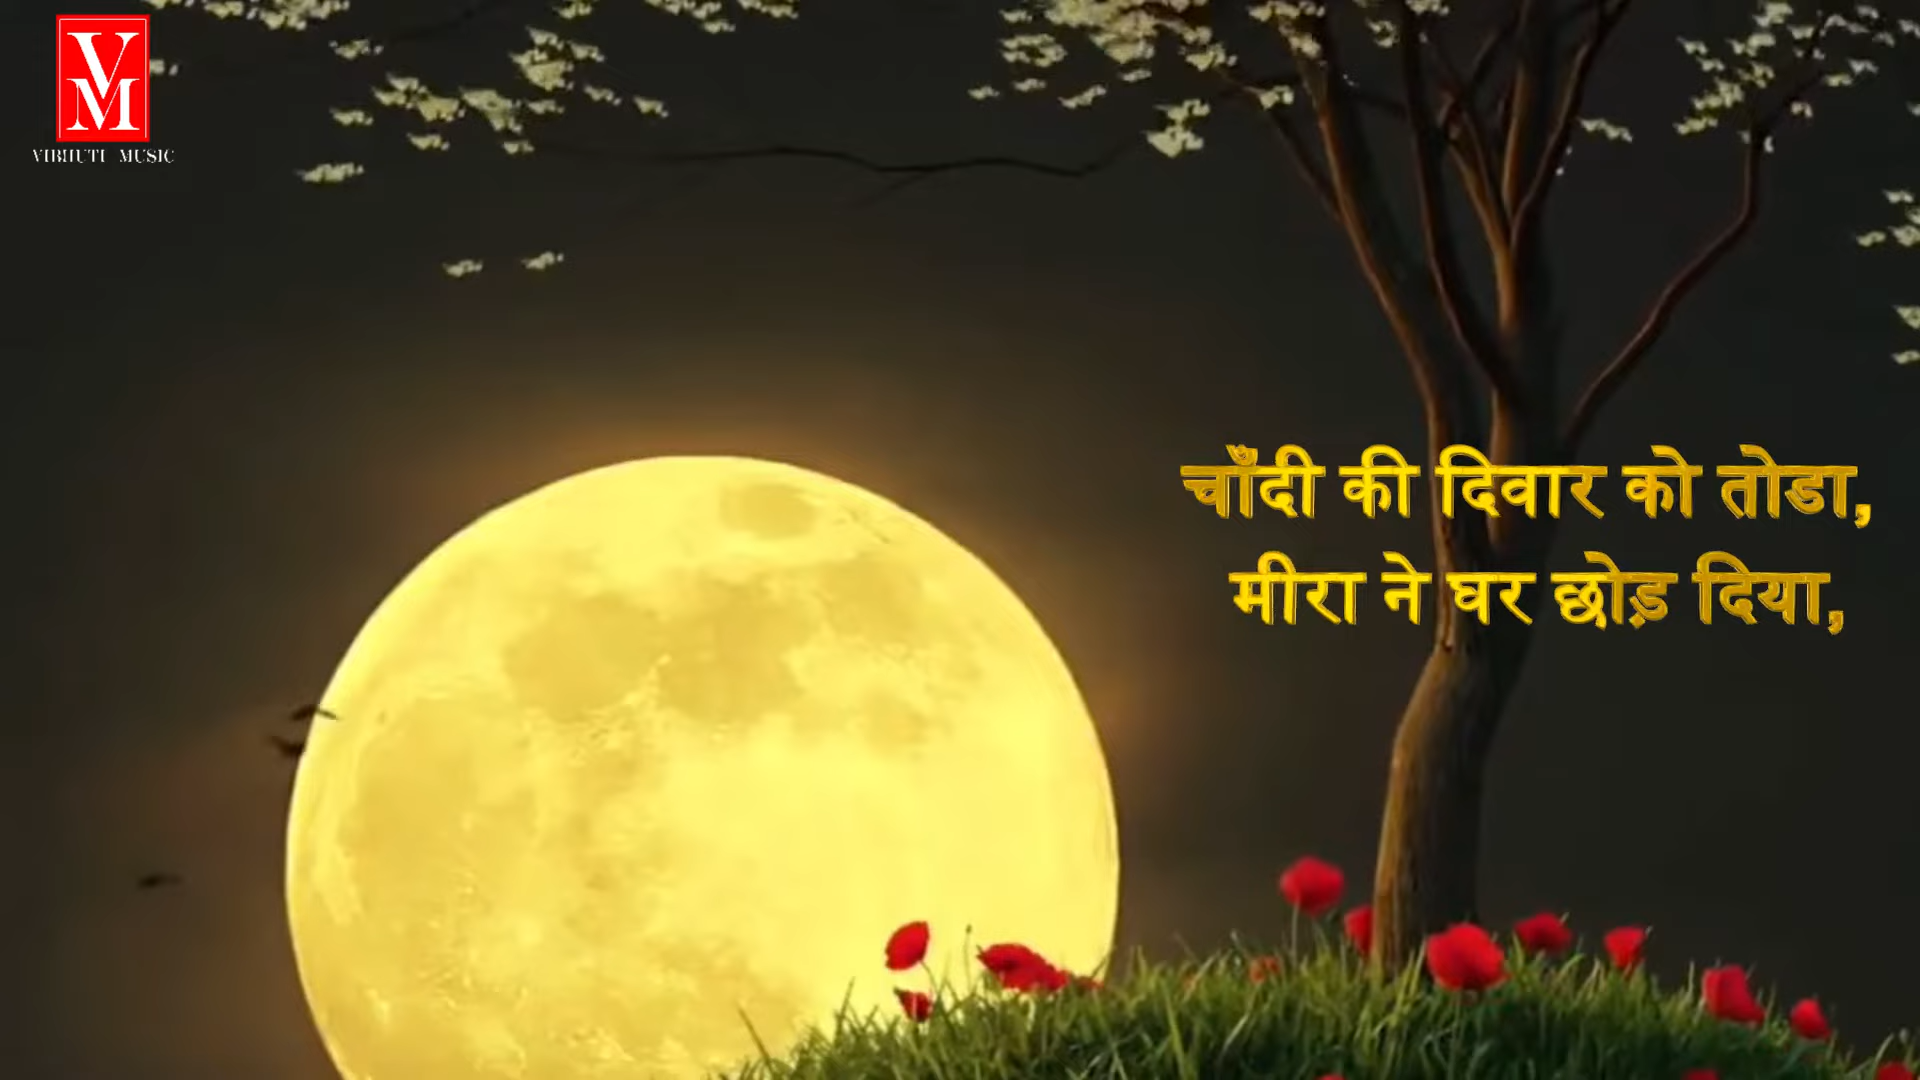 VM
VIBHUTI MUSIC
चाँदी की दिवार को तोडा,
मीरा ने घर छोड़ दिया,